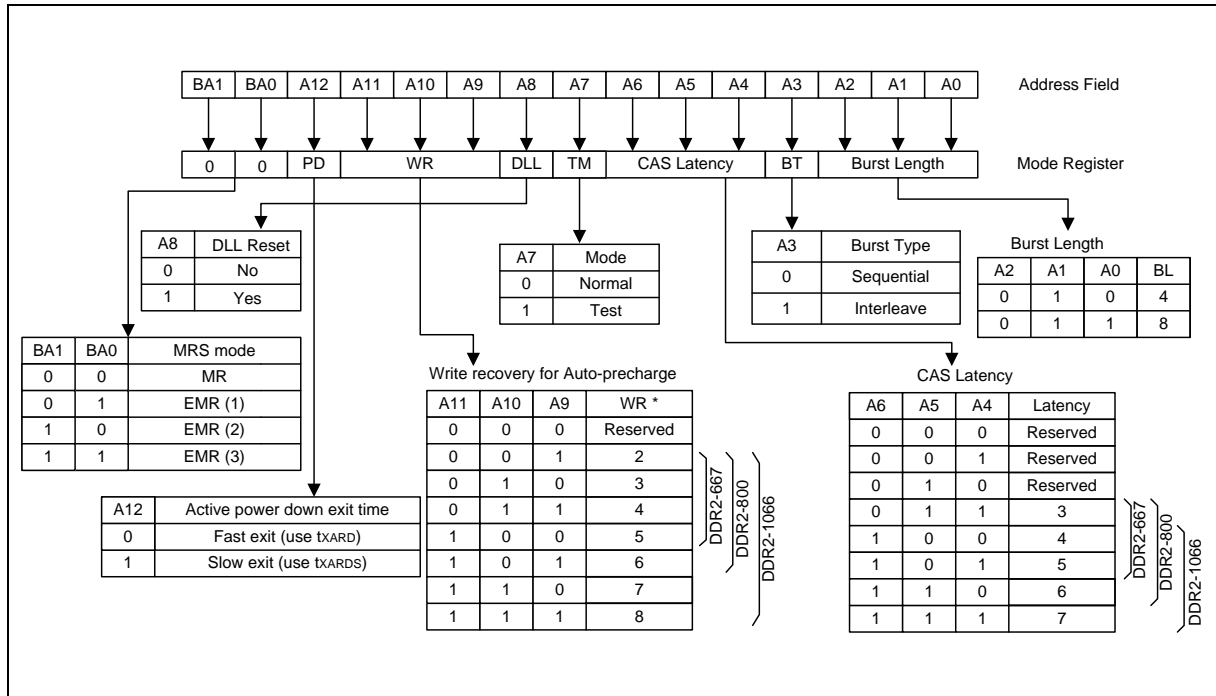 BA1 BA0 A12 A11 A10 A9 A8 A7 A6 A5 A4 A3 A2 A1 A0 Address Field
0 0 PD WR DLL TM CAS Latency BT Burst Length Mode Register
A8 DLL Reset
0 No
1 Yes
A7 Mode
0 Normal
1 Test
A3 Burst Type
0 Sequential
1 Interleave
Burst Length
A2 A1 A0 BL
0 1 0 4
0 1 1 8
BA1 BA0 MRS mode
0 0 MR
0 1 EMR (1)
1 0 EMR (2)
1 1 EMR (3)
A12 Active power down exit time
0 Fast exit (use tXARD)
1 Slow exit (use tXARDS)
Write recovery for Auto-precharge
A11 A10 A9 WR *
0 0 0 Reserved
0 0 1 2
0 1 0 3
0 1 1 4
1 0 0 5
1 0 1 6
1 1 0 7
1 1 1 8
DDR2-667
DDR2-800
DDR2-1066
CAS Latency
A6 A5 A4 Latency
0 0 0 Reserved
0 0 1 Reserved
0 1 0 Reserved
0 1 1 3
1 0 0 4
1 0 1 5
1 1 0 6
1 1 1 7
DDR2-667
DDR2-800
DDR2-1066